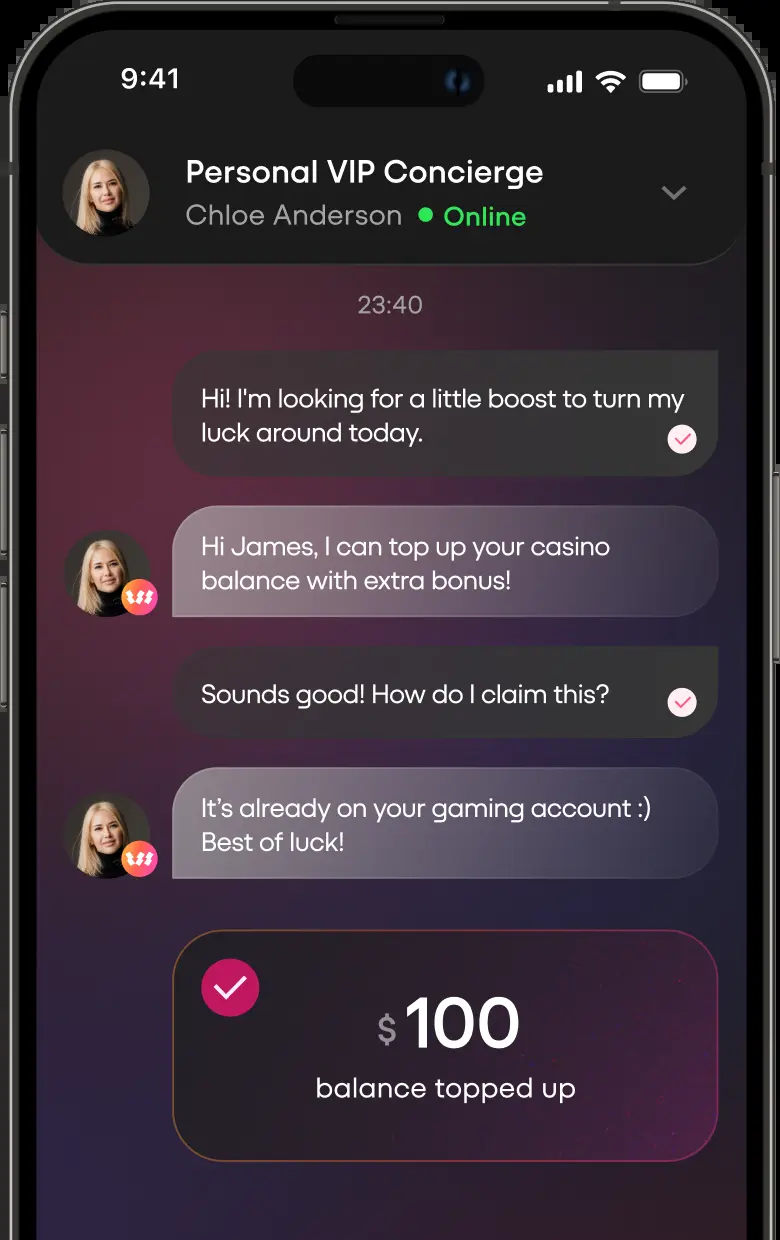 9:41
Personal VIP Concierge
Chloe Anderson Online
23:40
Hi! I'm looking for a little boost to turn my
luck around today.
Hi James, I can top up your casino
balance with extra bonus!
Sounds good! How do I claim this?
It’s already on your gaming account :)
Best of luck!
$100
balance topped up